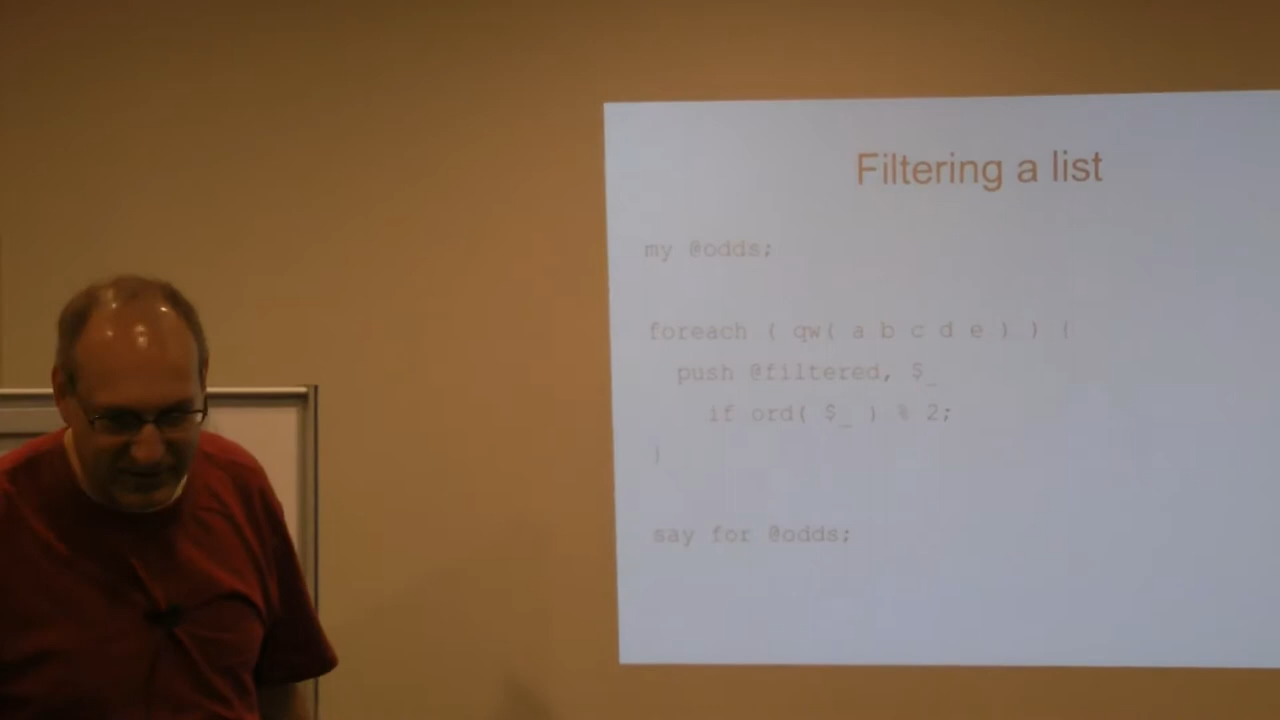 Filtering a list
my @odds;
foreach ( qw( a b c d e ) ) {
push @filtered, $_
if ord( $_ ) % 2;
}
say for @odds;